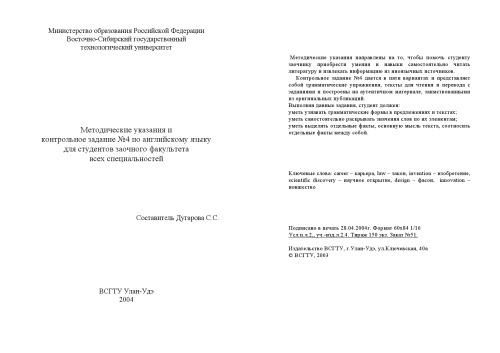 Министерство образования Российской Федерации
Восточно-Сибирский государственный
технологический университет
Методические указания и
контрольное задание №4 по английскому языку
для студентов заочного факультета
всех специальностей
Составитель Дугарова С.С.
ВСГТУ Улан-Удэ
2004
Методические указания направлены на то, чтобы помочь студенту
заочнику приобрести умения и навыки самостоятельно читать
литературу и извлекать информацию из иноязычных источников.
Контрольное задание №4 дается в пяти вариантах и представляет
собой грамматические упражнения, тексты для чтения и перевода с
заданиями и построены на аутентичном материале, заимствованными
из оригинальных публикаций.
Выполняя данные задания, студент должен:
уметь узнавать грамматические формы в предложениях и текстах;
уметь самостоятельно раскрывать значения слов по их элементам;
уметь выделять отдельные факты, основную мысль текста, соотносить
отдельные факты между собой.
Ключевые слова: career – карьера, law – закон, invention – изобретение,
scientific discovery – научное открытие, design – фасон, innovation –
новшество
Подписано в печать 28.04.2004г. Формат 60х84 1/16
Усл.п.л.2,, уч.-изд.л.2,4. Тираж 150 экз. Заказ №91.
Издательство ВСГТУ, г.Улан-Удэ, ул.Ключевская, 40а
© ВСГТУ, 2003